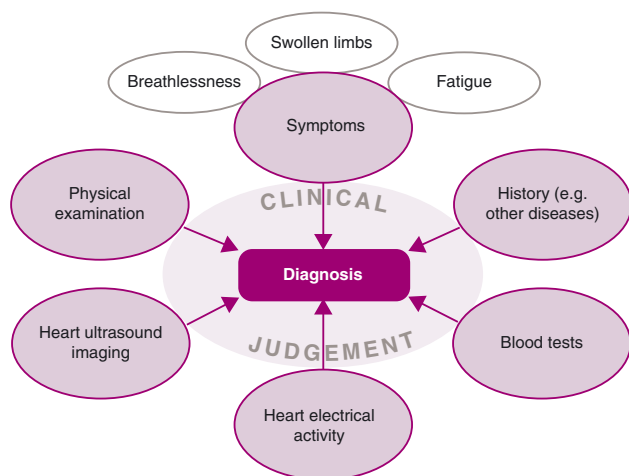 Swollen limbs
Breathlessness
Fatigue
Symptoms
Physical
examination
CLINICAL
History (e.g.
other diseases)
Diagnosis
Heart ultrasound
imaging
JUDGEMENT
Blood tests
Heart electrical
activity